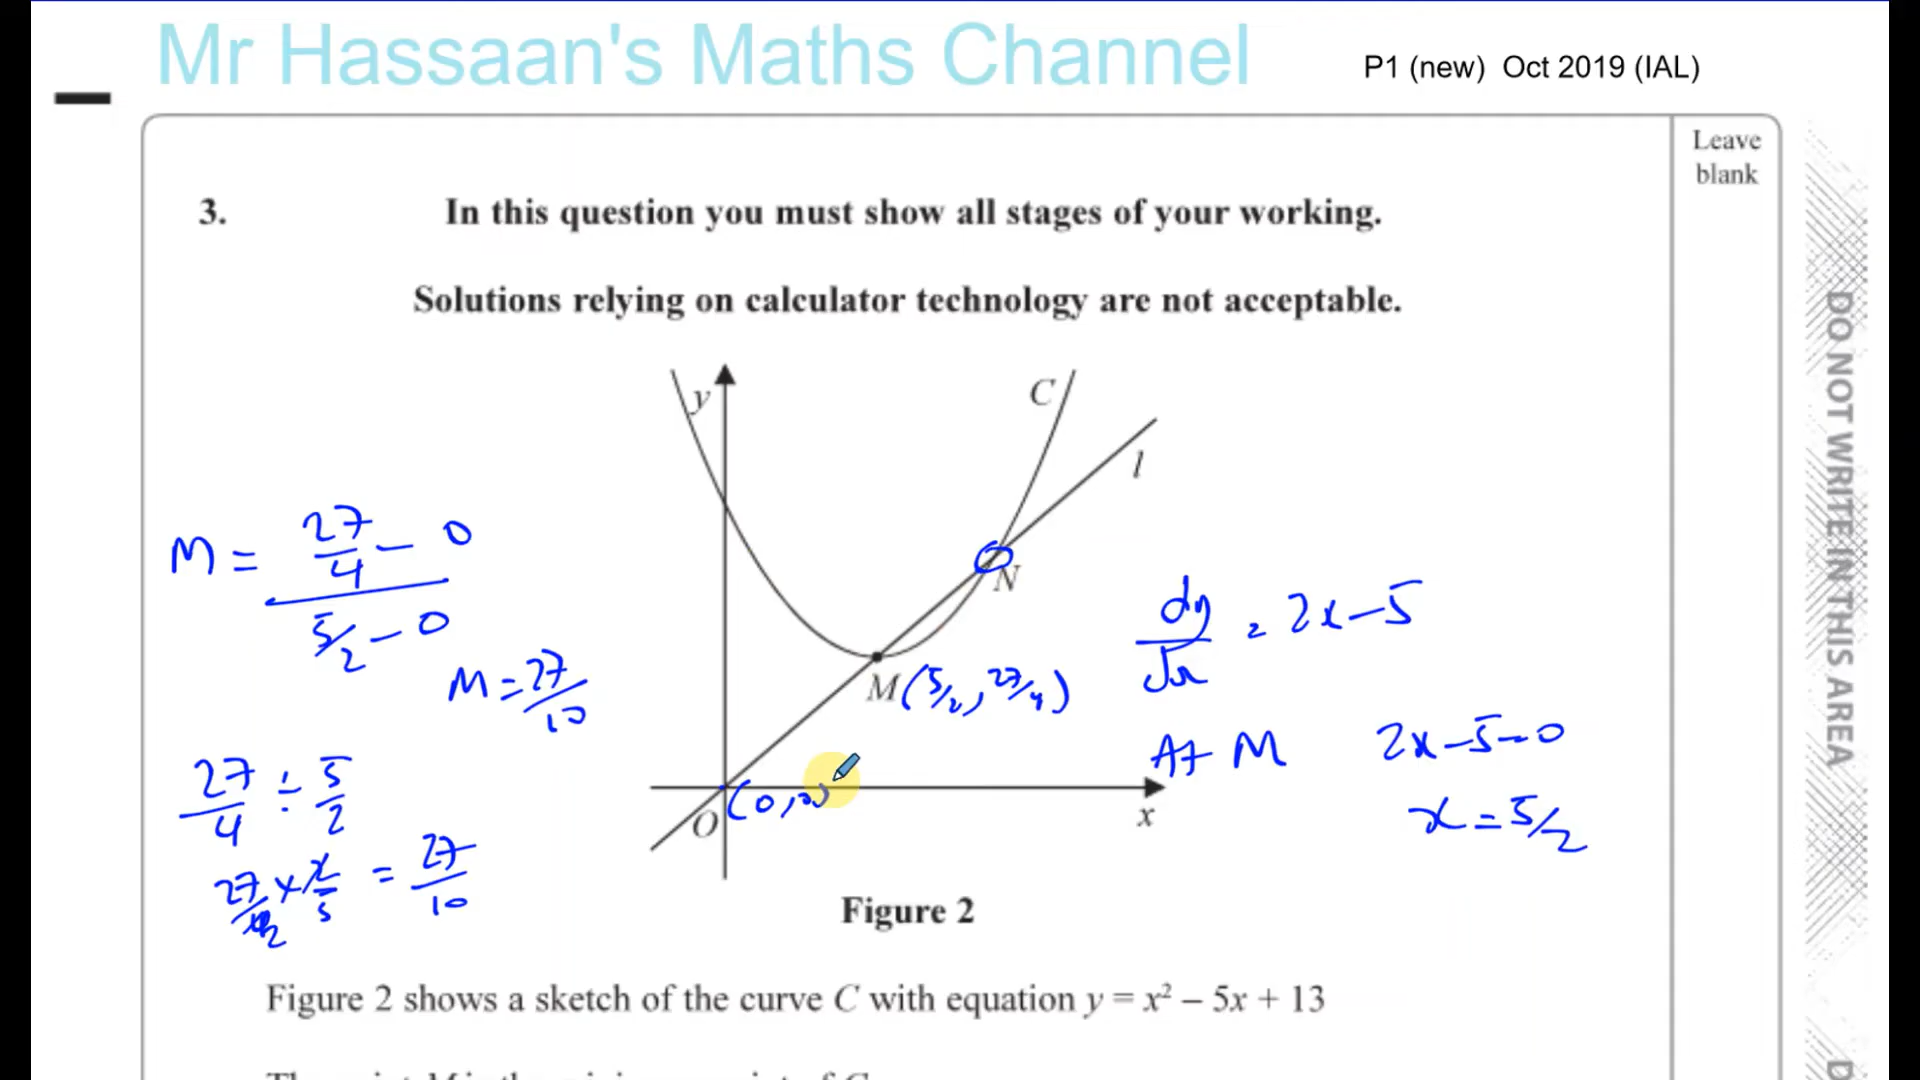 Mr Hassaan's Maths Channel
P1 (new) Oct 2019 (IAL)
Leave
blank
3. In this question you must show all stages of your working.
Solutions relying on calculator technology are not acceptable.
y
C
l
N
M = 27/4 - 0
5/2 - 0
M = 27/10
27/4 ÷ 5/2
27/ × 2/5 = 27/10
M (5/2, 27/4)
dy/dx = 2x-5
At M 2x-5=0
x = 5/2
O (0,0)
x
Figure 2
Figure 2 shows a sketch of the curve C with equation y = x² – 5x + 13
DO NOT WRITE IN THIS AREA
D